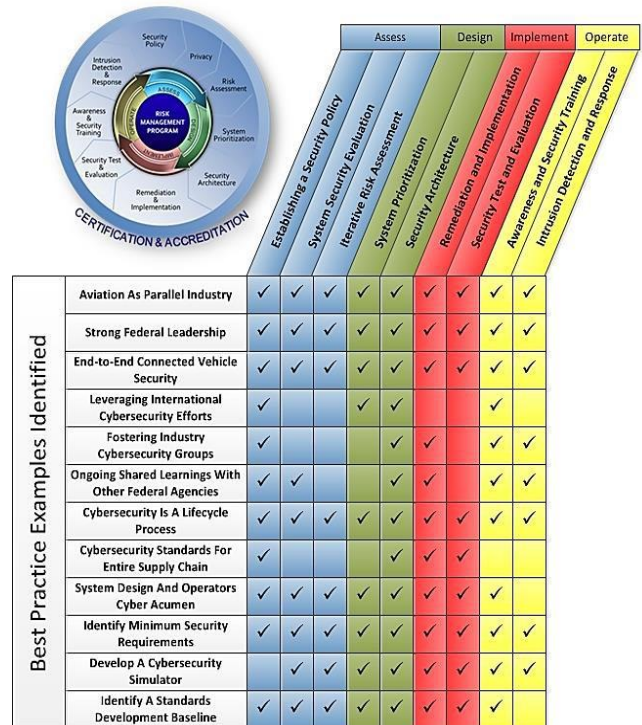 Security
Policy
Privacy
Intrusion
Detection
&
Response
Risk
Assessment
Awareness
&
Security
Training
System
Prioritization
Security Test
&
Evaluation
Security
Architecture
Remediation
&
Implementation
ASSESS
DESIGN
IMPLEMENT
OPERATE
RISK
MANAGEMENT
PROGRAM
CERTIFICATION & ACCREDITATION
Assess
Design
Implement
Operate
Establishing a Security Policy
System Security Evaluation
Iterative Risk Assessment
System Prioritization
Security Architecture
Remediation and Implementation
Security Test and Evaluation
Awareness and Security Training
Intrusion Detection and Response
Best Practice Examples Identified
Aviation As Parallel Industry
✓ ✓ ✓ ✓ ✓ ✓ ✓ ✓ ✓
Strong Federal Leadership
✓ ✓ ✓ ✓ ✓ ✓ ✓ ✓ ✓
End-to-End Connected Vehicle
Security
✓ ✓ ✓ ✓ ✓ ✓ ✓ ✓ ✓
Leveraging International
Cybersecurity Efforts
✓ ✓ ✓ ✓
Fostering Industry
Cybersecurity Groups
✓ ✓ ✓ ✓ ✓
Ongoing Shared Learnings With
Other Federal Agencies
✓ ✓ ✓ ✓ ✓ ✓
Cybersecurity Is A Lifecycle
Process
✓ ✓ ✓ ✓ ✓ ✓ ✓ ✓ ✓
Cybersecurity Standards For
Entire Supply Chain
✓ ✓ ✓ ✓
System Design And Operators
Cyber Acumen
✓ ✓ ✓ ✓ ✓ ✓ ✓ ✓
Identify Minimum Security
Requirements
✓ ✓ ✓ ✓ ✓ ✓ ✓ ✓ ✓
Develop A Cybersecurity
Simulator
✓ ✓ ✓ ✓ ✓ ✓ ✓ ✓
Identify A Standards
Development Baseline
✓ ✓ ✓ ✓ ✓ ✓ ✓ ✓